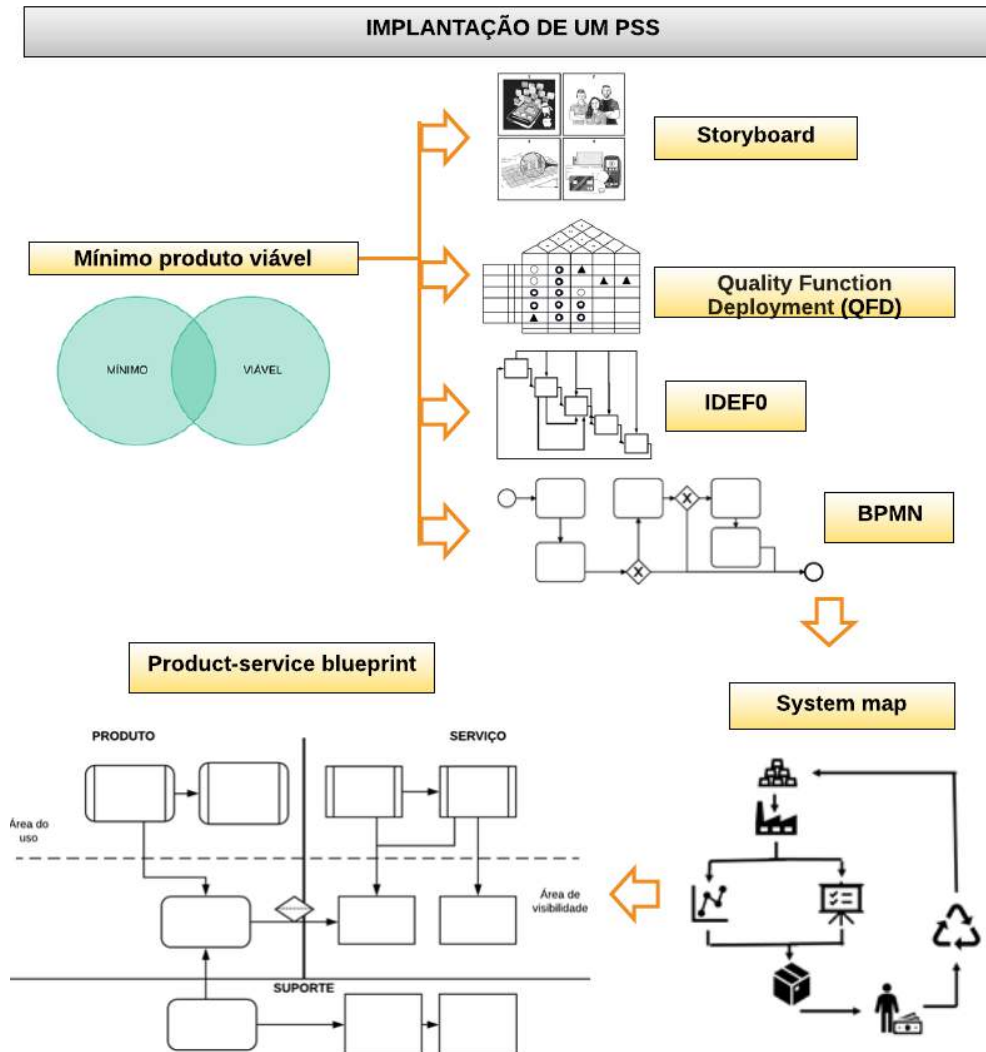 IMPLANTAÇÃO DE UM PSS
Storyboard
Mínimo produto viável
MÍNIMO
VIÁVEL
Quality Function
Deployment (QFD)
IDEF0
BPMN
X
X
Product-service blueprint
System map
PRODUTO
SERVIÇO
Área do
uso
Área de
visibilidade
SUPORTE